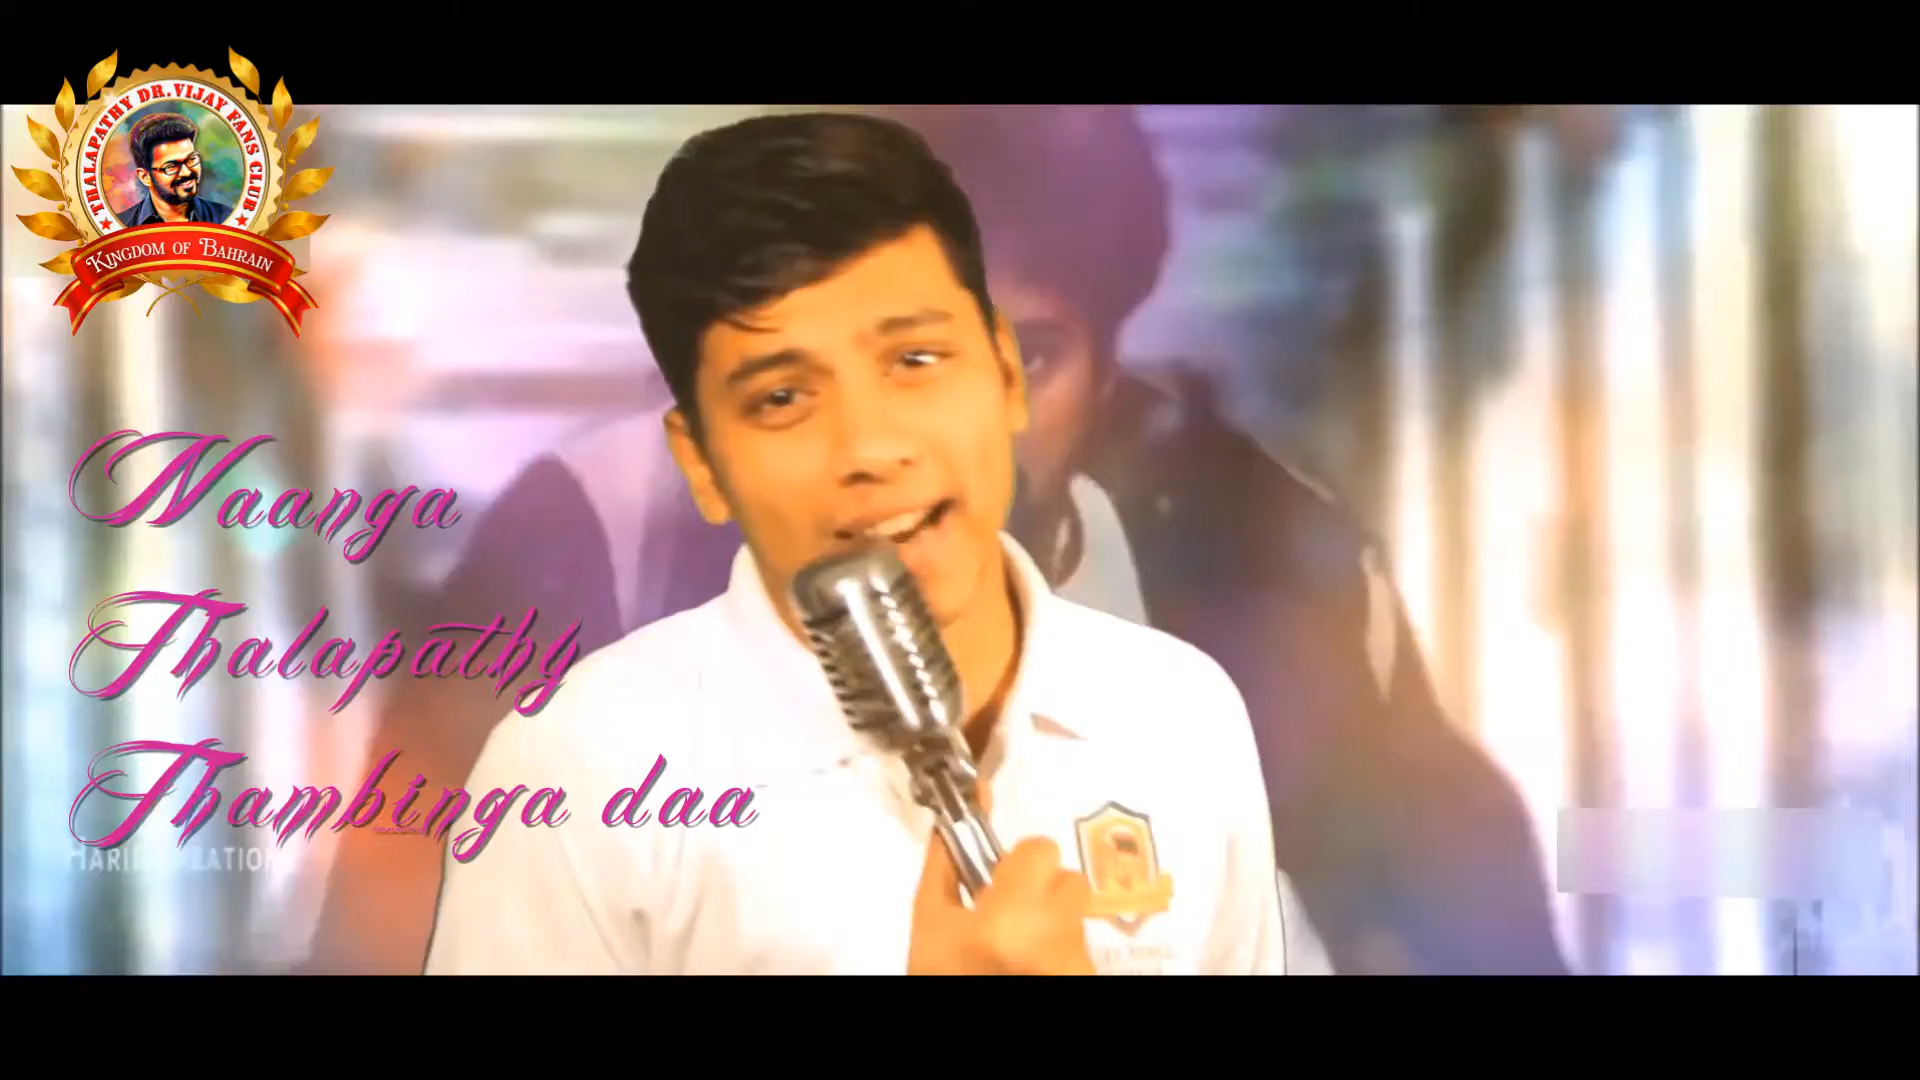 THALAPATHY DR. VIJAY FANS CLUB
KINGDOM OF BAHRAIN
Naanga
Thalapathy
Thambinga daa